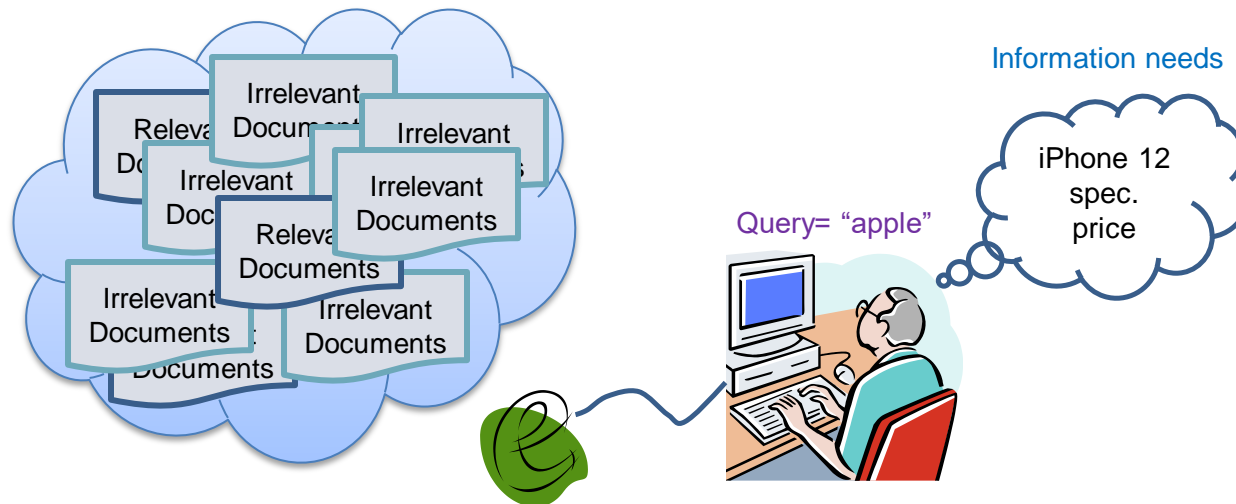 Information needs
iPhone 12
spec.
price
Query= “apple”
Irrelevant
Documents
Irrelevant
Irrelevant
Documents
Irrelevant
Relevant
Documents
Irrelevant
Documents
Irrelevant
Documents
Documents